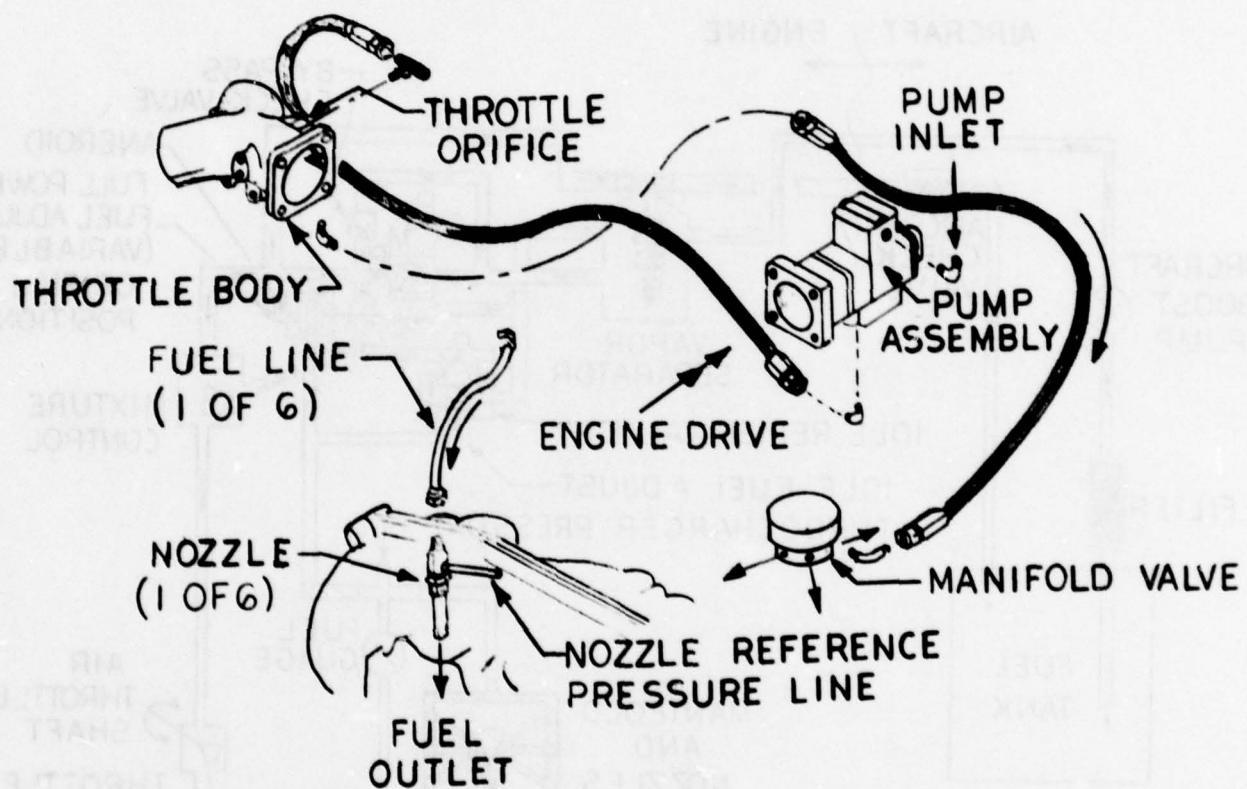 THROTTLE
ORIFICE
PUMP
INLET
THROTTLE BODY
PUMP
ASSEMBLY
FUEL LINE
(1 OF 6)
ENGINE DRIVE
NOZZLE
(1 OF 6)
MANIFOLD VALVE
NOZZLE REFERENCE
PRESSURE LINE
FUEL
OUTLET